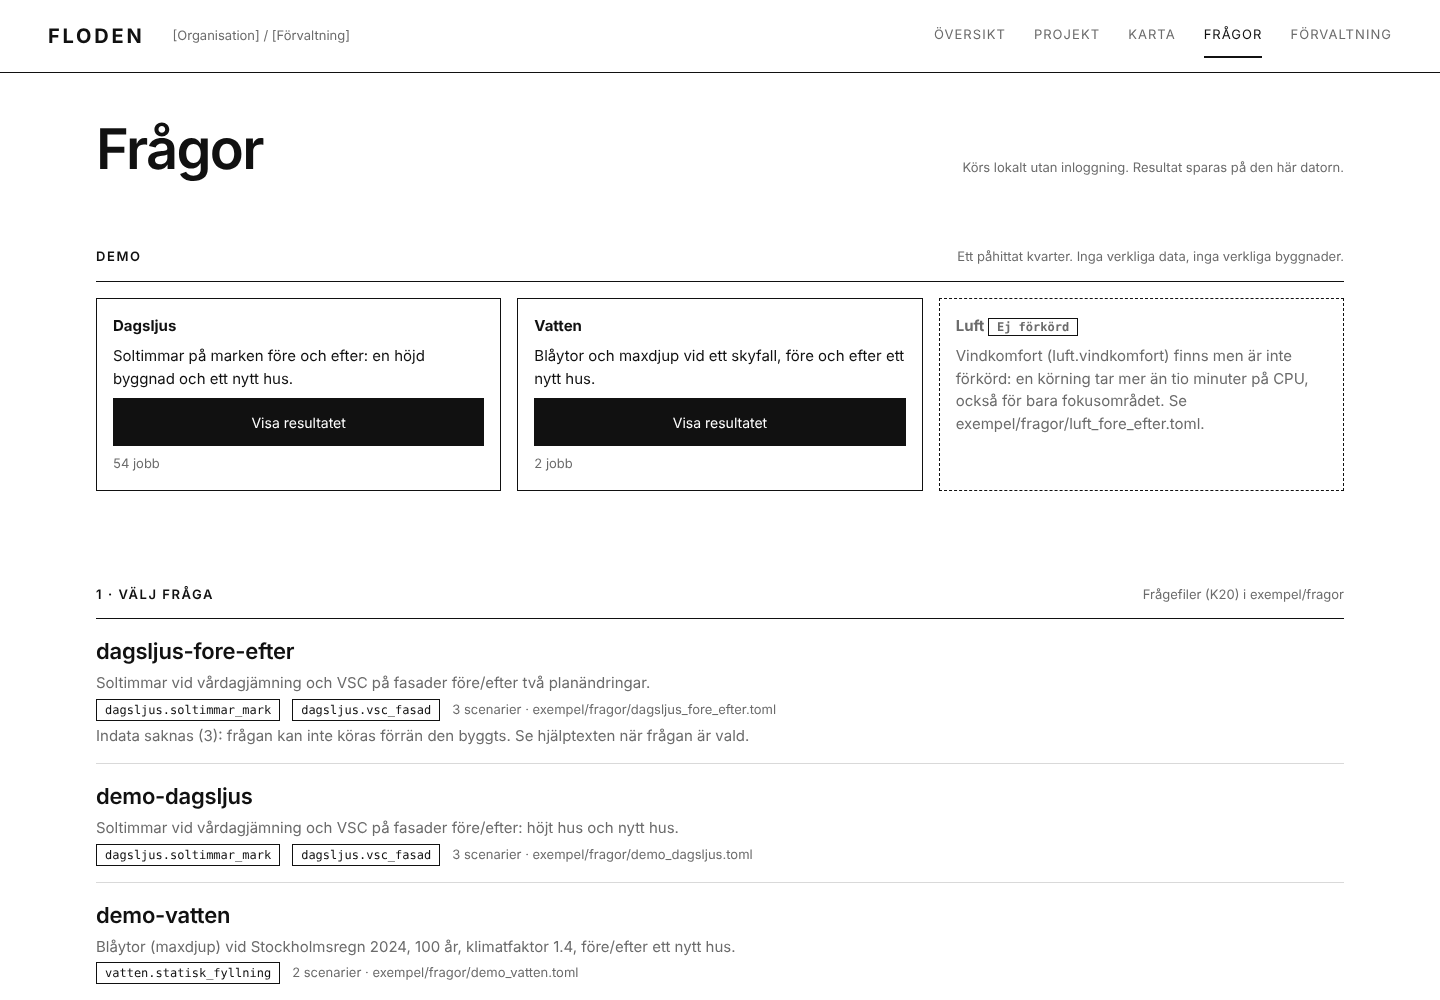 FLODEN
[Organisation] / [Förvaltning]
ÖVERSIKT
PROJEKT
KARTA
FRÅGOR
FÖRVALTNING
Frågor
Körs lokalt utan inloggning. Resultat sparas på den här datorn.
DEMO
Ett påhittat kvarter. Inga verkliga data, inga verkliga byggnader.
Dagsljus
Soltimmar på marken före och efter: en höjd
byggnad och ett nytt hus.
Visa resultatet
54 jobb
Vatten
Blåytor och maxdjup vid ett skyfall, före och efter ett
nytt hus.
Visa resultatet
2 jobb
Luft Ej förkörd
Vindkomfort (luft.vindkomfort) finns men är inte
förkörd: en körning tar mer än tio minuter på CPU,
också för bara fokusområdet. Se
exempel/fragor/luft_fore_efter.toml.
1 · VÄLJ FRÅGA
Frågefiler (K20) i exempel/fragor
dagsljus-fore-efter
Soltimmar vid vårdagjämning och VSC på fasader före/efter två planändringar.
dagsljus.soltimmar_mark dagsljus.vsc_fasad 3 scenarier · exempel/fragor/dagsljus_fore_efter.toml
Indata saknas (3): frågan kan inte köras förrän den byggts. Se hjälptexten när frågan är vald.
demo-dagsljus
Soltimmar vid vårdagjämning och VSC på fasader före/efter: höjt hus och nytt hus.
dagsljus.soltimmar_mark dagsljus.vsc_fasad 3 scenarier · exempel/fragor/demo_dagsljus.toml
demo-vatten
Blåytor (maxdjup) vid Stockholmsregn 2024, 100 år, klimatfaktor 1.4, före/efter ett nytt hus.
vatten.statisk_fyllning 2 scenarier · exempel/fragor/demo_vatten.toml